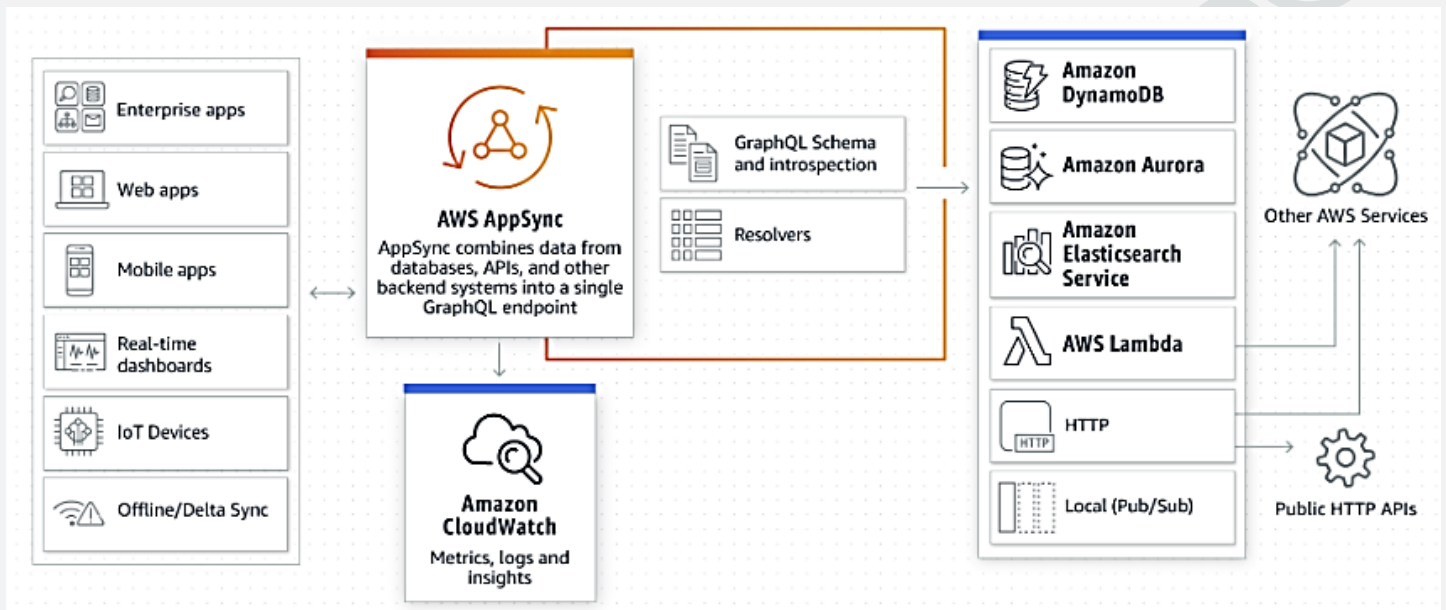 Enterprise apps
Web apps
Mobile apps
Real-time
dashboards
IoT Devices
Offline/Delta Sync
AWS AppSync
AppSync combines data from
databases, APIs, and other
backend systems into a single
GraphQL endpoint
Amazon
CloudWatch
Metrics, logs and
insights
GraphQL Schema
and introspection
Resolvers
Amazon
DynamoDB
Amazon Aurora
Amazon
Elasticsearch
Service
AWS Lambda
HTTP
HTTP
Local (Pub/Sub)
Other AWS Services
Public HTTP APIs